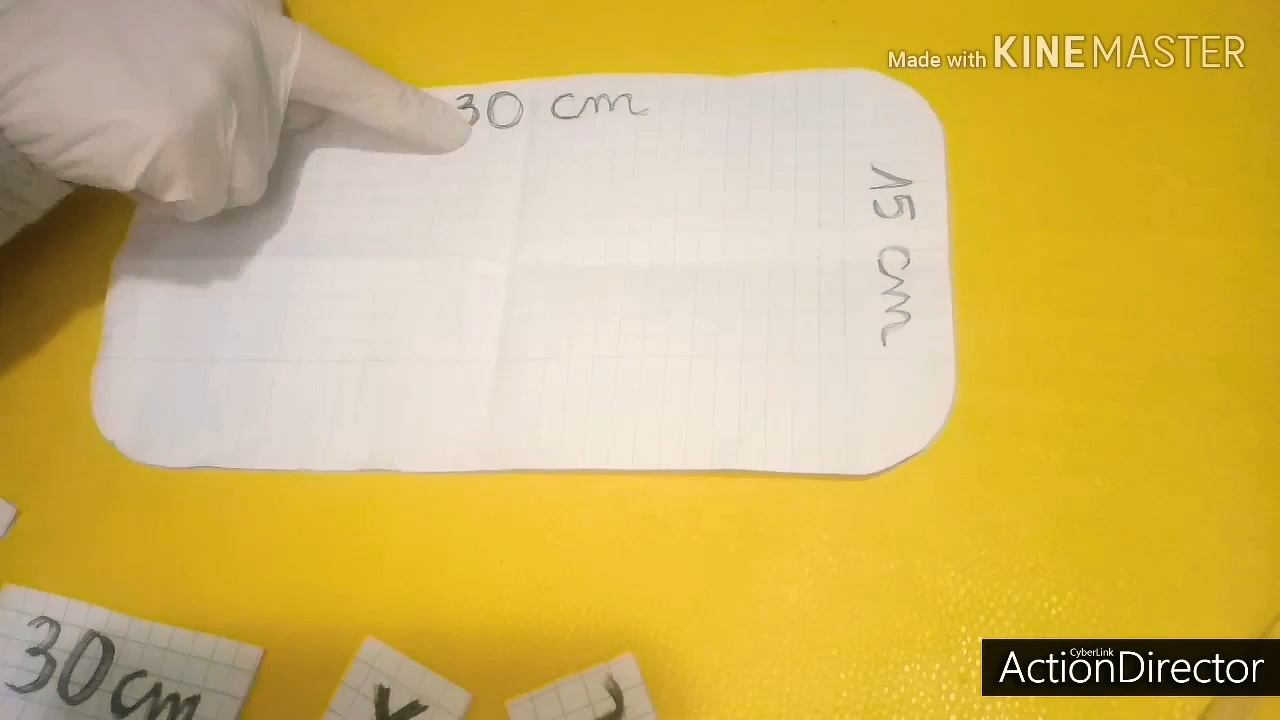 Made with KINEMASTER
30 cm
15 cm
30 cm
x
CyberLink
ActionDirector